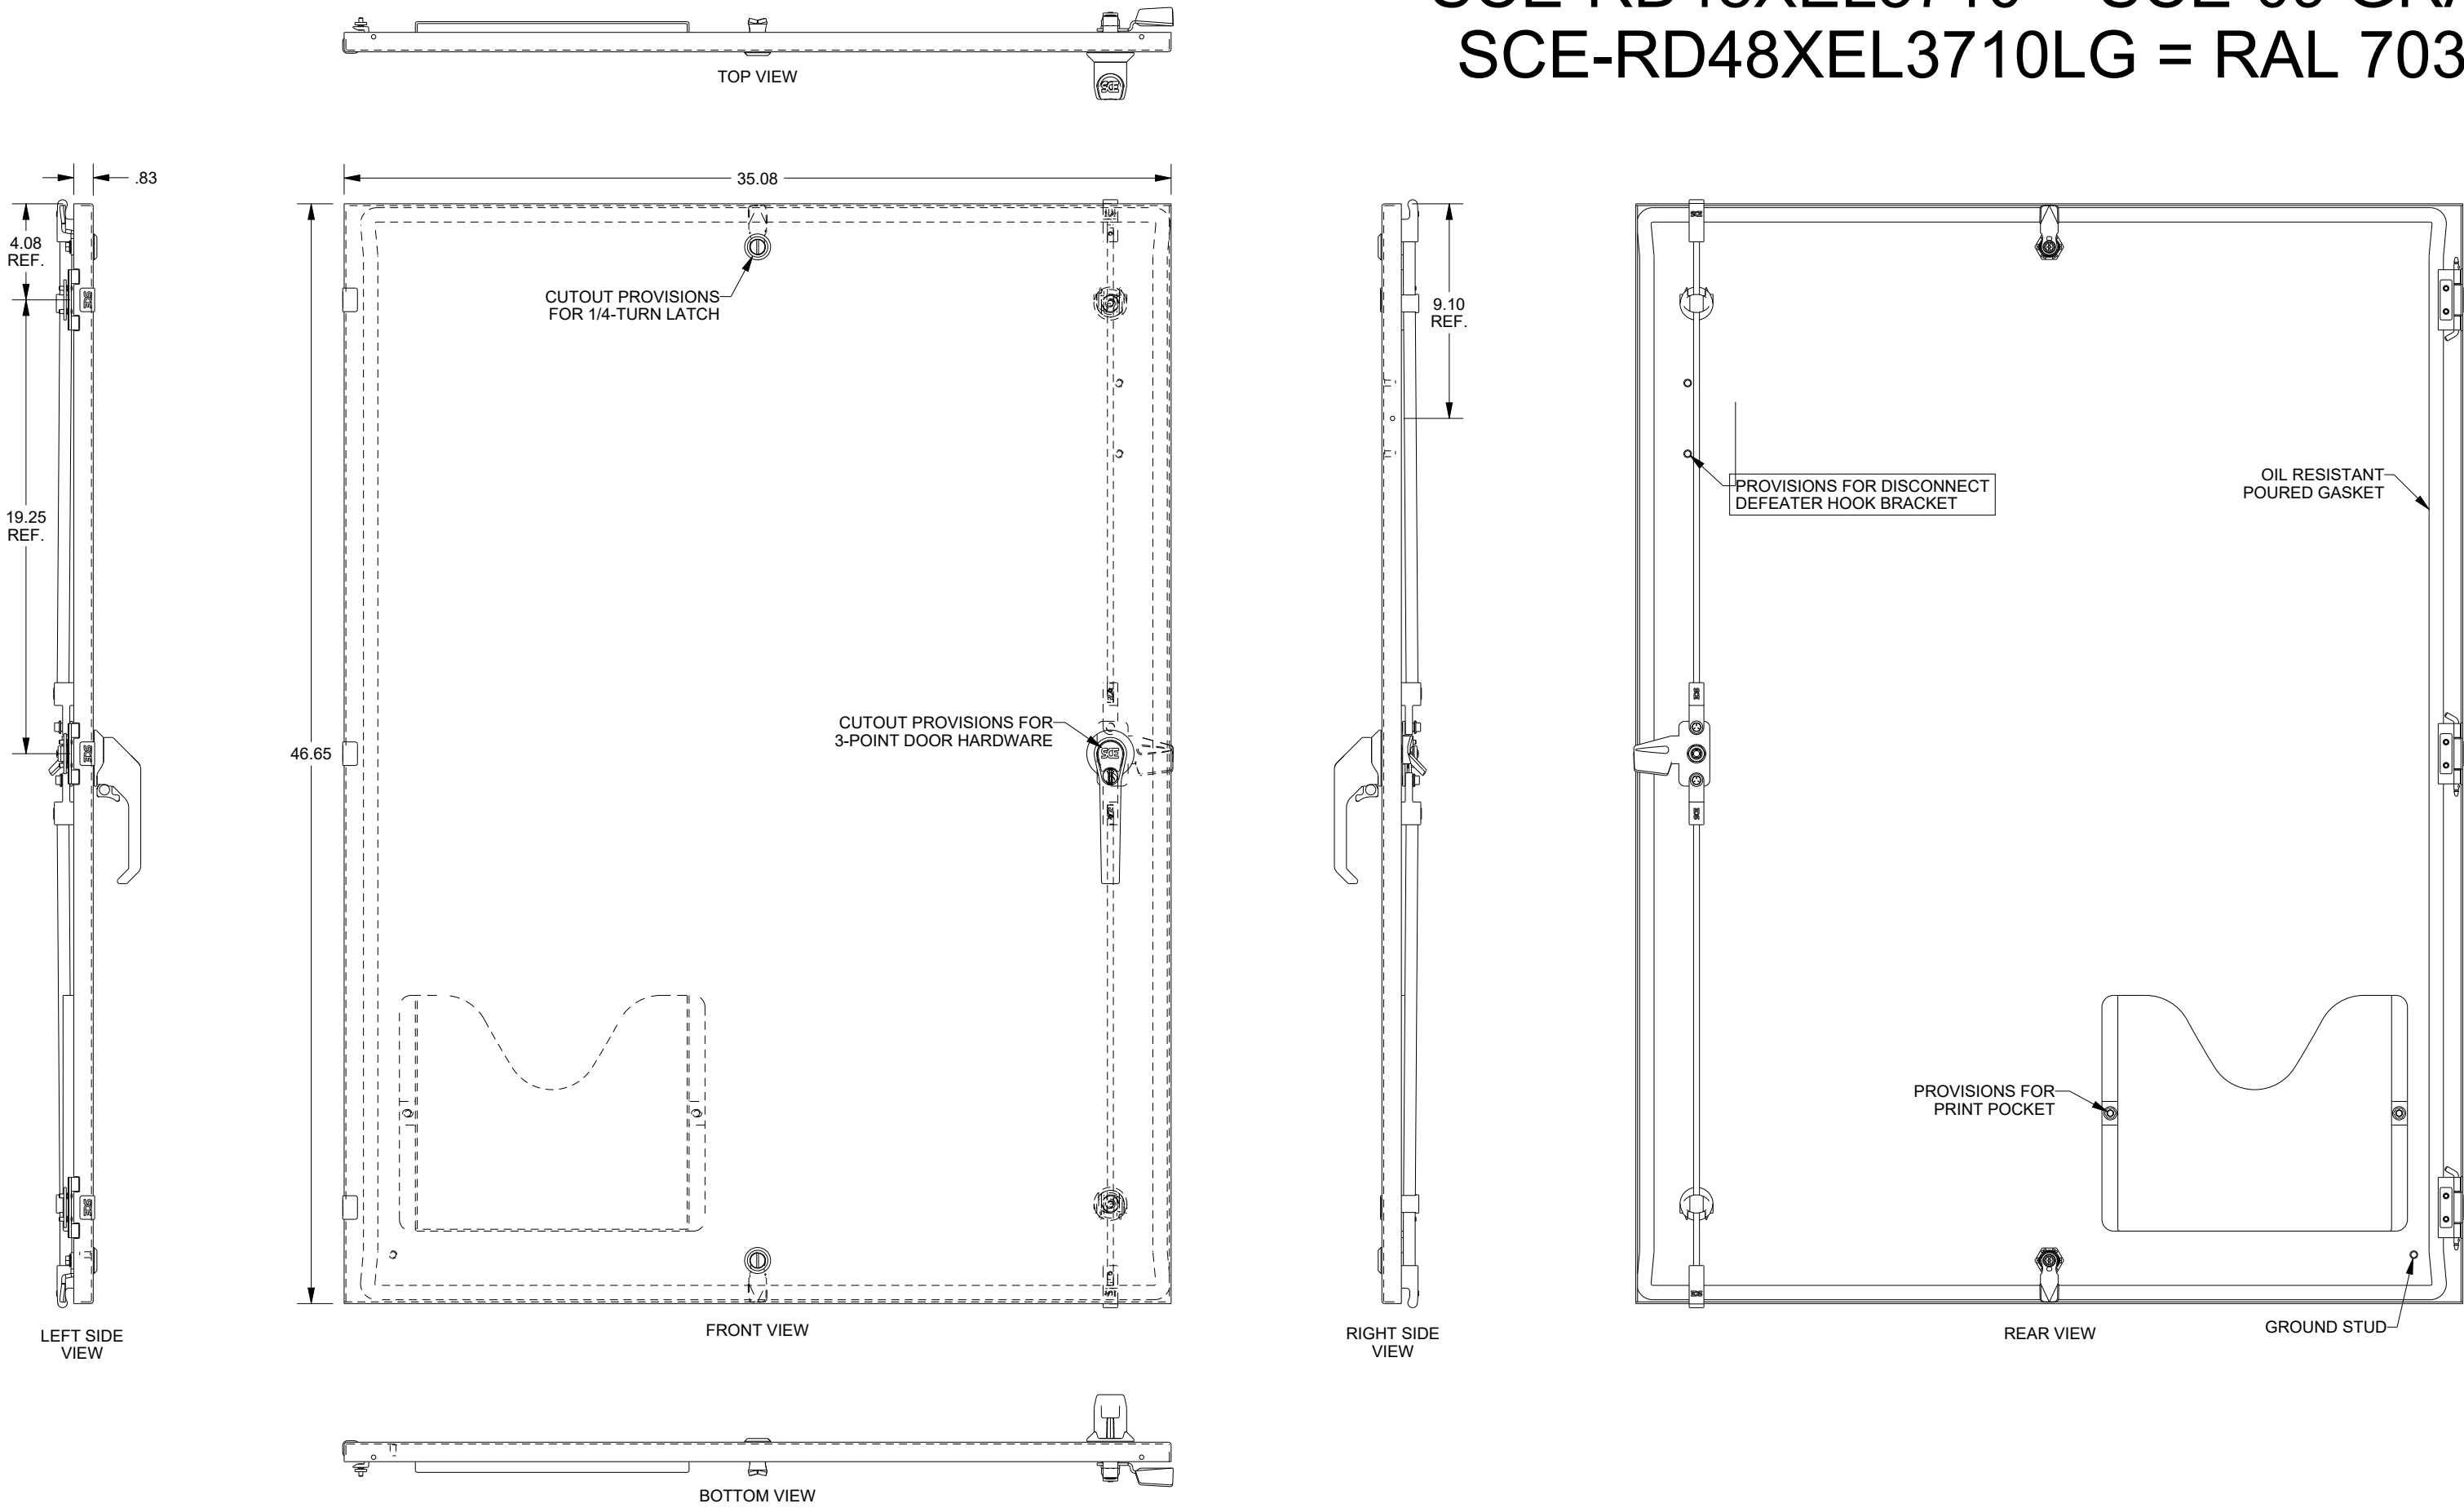 SCE-RD48XEL3710LG = RAL 703
TOP VIEW
.83
35.08
4.08
REF.
19.25
REF.
46.65
CUTOUT PROVISIONS
FOR 1/4-TURN LATCH
CUTOUT PROVISIONS FOR
3-POINT DOOR HARDWARE
SCE
LEFT SIDE
VIEW
FRONT VIEW
9.10
REF.
RIGHT SIDE
VIEW
PROVISIONS FOR DISCONNECT
DEFEATER HOOK BRACKET
OIL RESISTANT
POURED GASKET
PROVISIONS FOR
PRINT POCKET
REAR VIEW
GROUND STUD
BOTTOM VIEW